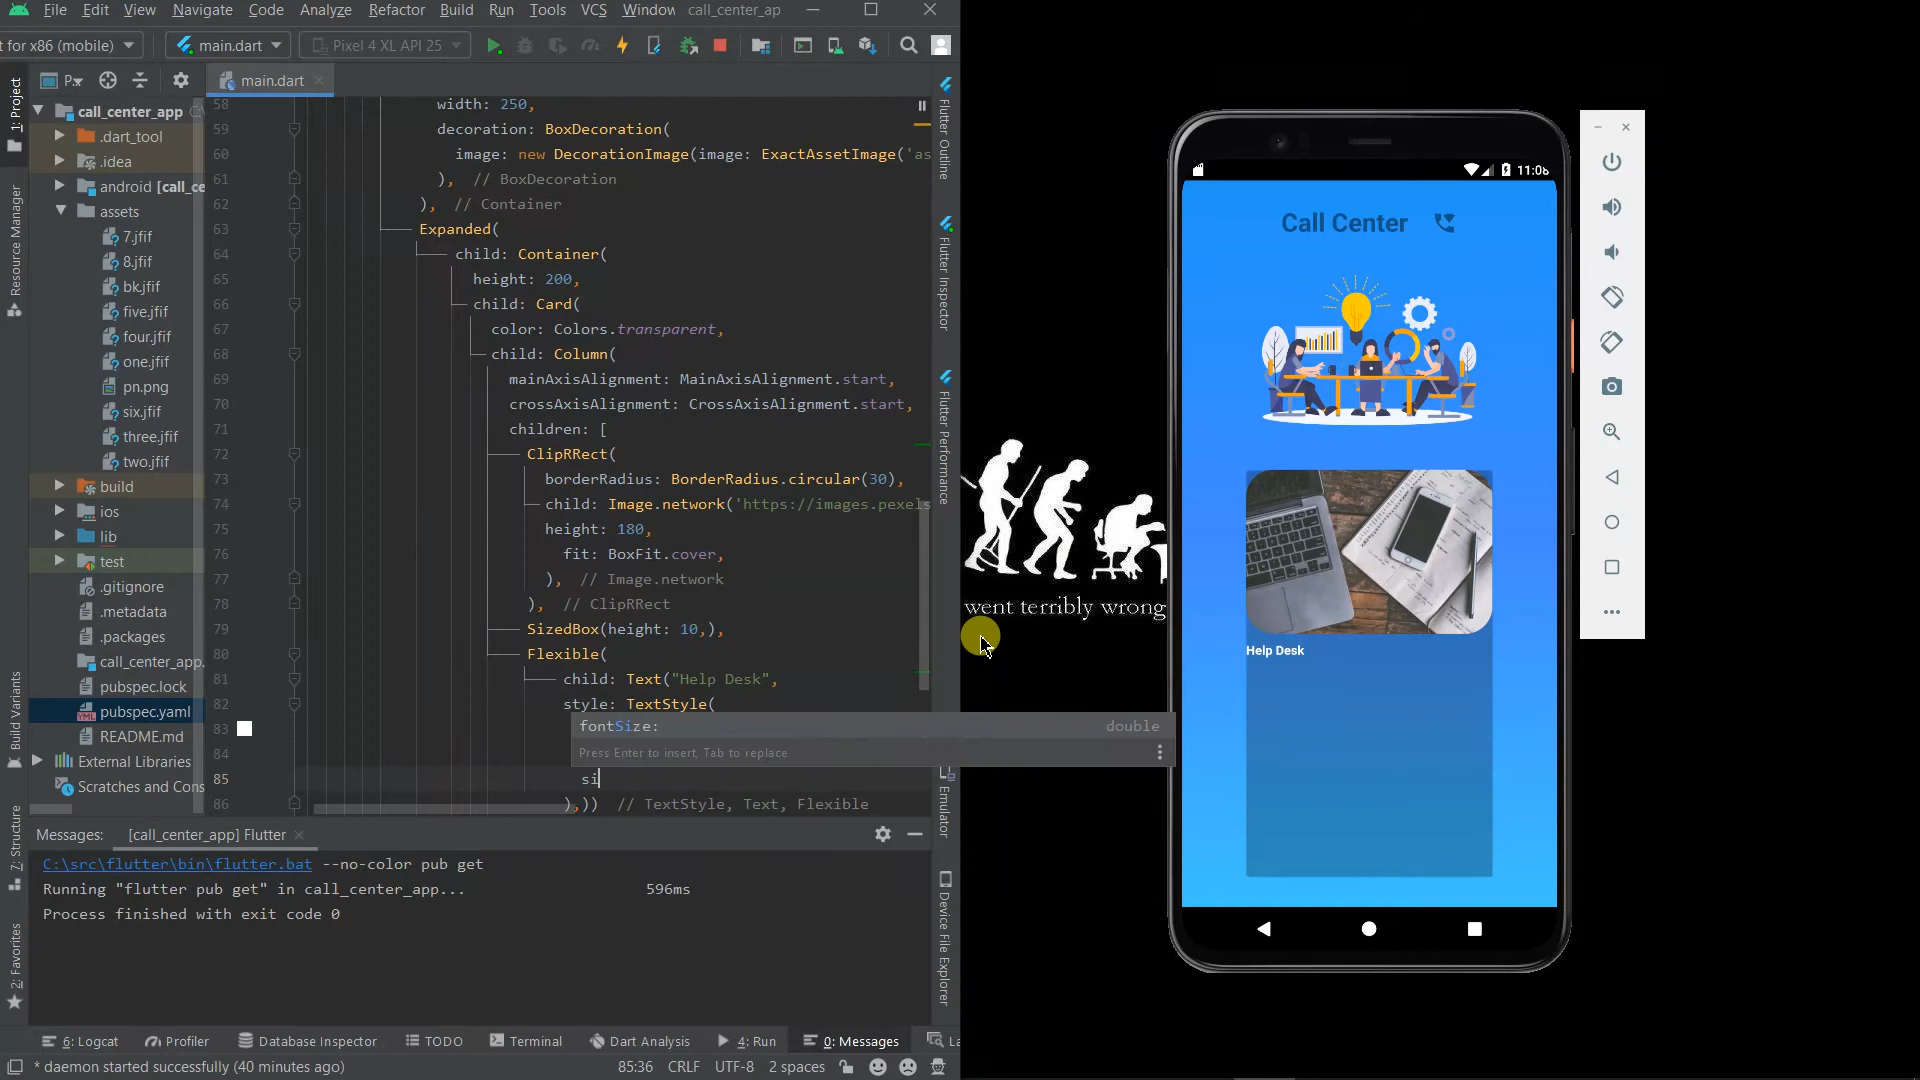 File Edit View Navigate Code Analyze Refactor Build Run Tools VCS Window call_center_ap
t for x86 (mobile) main.dart Pixel 4 XL API 25
P... main.dart
1: Project
Resource Manager
Build Variants
7: Structure
2: Favorites
call_center_app
.dart_tool
.idea
android [call_ce
assets
7.jfif
8.jfif
bk.jfif
five.jfif
four.jfif
one.jfif
pn.png
six.jfif
three.jfif
two.jfif
build
ios
lib
test
.gitignore
.metadata
.packages
call_center_app.
pubspec.lock
pubspec.yaml
README.md
External Libraries
Scratches and Cons
58 width: 250,
59 decoration: BoxDecoration(
60 image: new DecorationImage(image: ExactAssetImage('as
61 ), // BoxDecoration
62 ), // Container
63 Expanded(
64 child: Container(
65 height: 200,
66 child: Card(
67 color: Colors.transparent,
68 child: Column(
69 mainAxisAlignment: MainAxisAlignment.start,
70 crossAxisAlignment: CrossAxisAlignment.start,
71 children: [
72 ClipRRect(
73 borderRadius: BorderRadius.circular(30),
74 child: Image.network('https://images.pexels
75 height: 180,
76 fit: BoxFit.cover,
77 ), // Image.network
78 ), // ClipRRect
79 SizedBox(height: 10,),
80 Flexible(
81 child: Text("Help Desk",
82 style: TextStyle(
83
84
85 si
86 ),)) // TextStyle, Text, Flexible
fontSize: double
Press Enter to insert, Tab to replace
Flutter Outline
Flutter Inspector
Flutter Performance
Emulator
Device File Explorer
Messages: [call_center_app] Flutter
C:\src\flutter\bin\flutter.bat --no-color pub get
Running "flutter pub get" in call_center_app... 596ms
Process finished with exit code 0
6: Logcat Profiler Database Inspector TODO Terminal Dart Analysis 4: Run 0: Messages La
* daemon started successfully (40 minutes ago) 85:36 CRLF UTF-8 2 spaces
went terribly wrong
11:08
Call Center
Help Desk